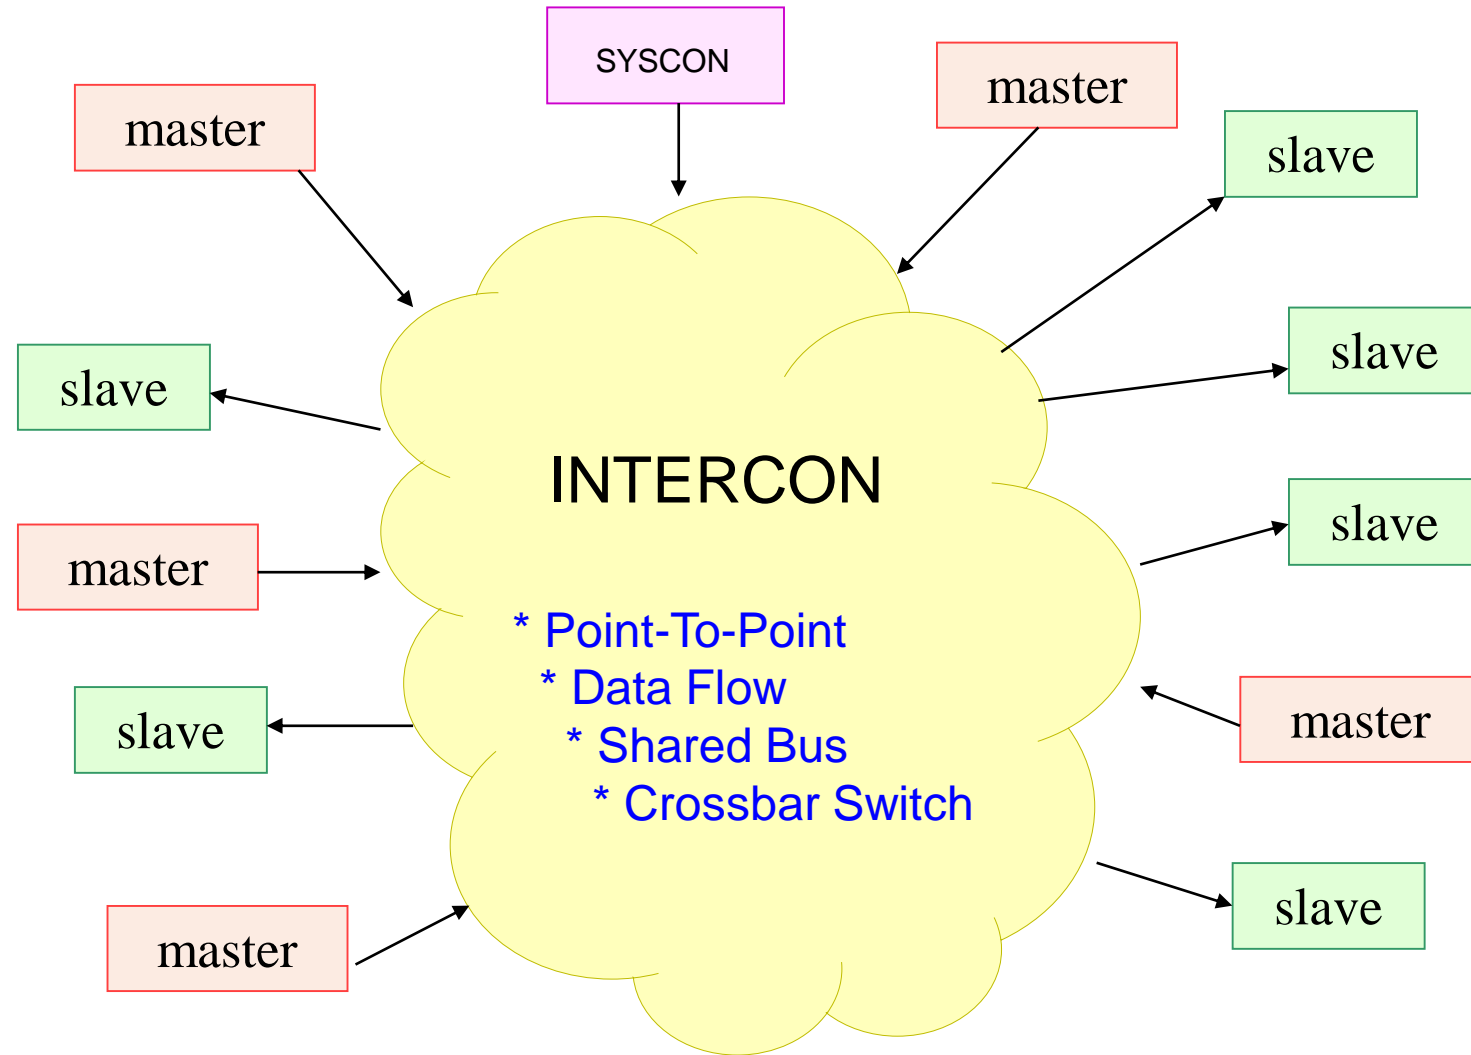 SYSCON
master
master
slave
slave
slave
INTERCON
slave
master
* Point-To-Point
* Data Flow
slave
master
* Shared Bus
* Crossbar Switch
slave
master